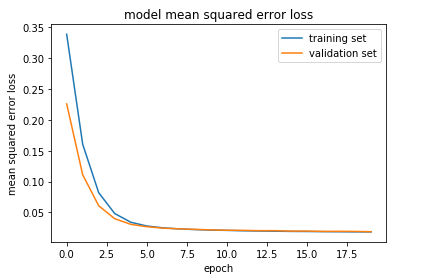 model mean squared error loss
training set
validation set
mean squared error loss
0.35
0.30
0.25
0.20
0.15
0.10
0.05
0.0 2.5 5.0 7.5 10.0 12.5 15.0 17.5
epoch